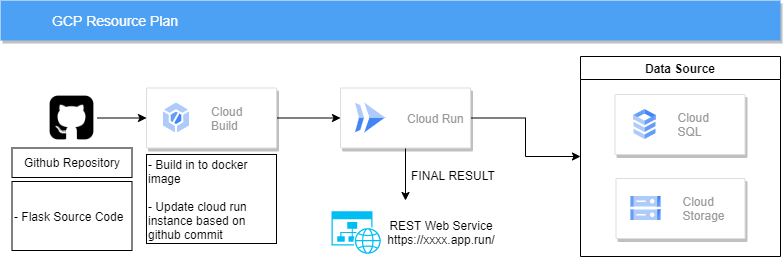 GCP Resource Plan
Data Source
Cloud
Build
Cloud Run
Cloud
SQL
Github Repository
- Build in to docker
image
- Update cloud run
instance based on
github commit
FINAL RESULT
- Flask Source Code
Cloud
Storage
REST Web Service
https://xxxx.app.run/